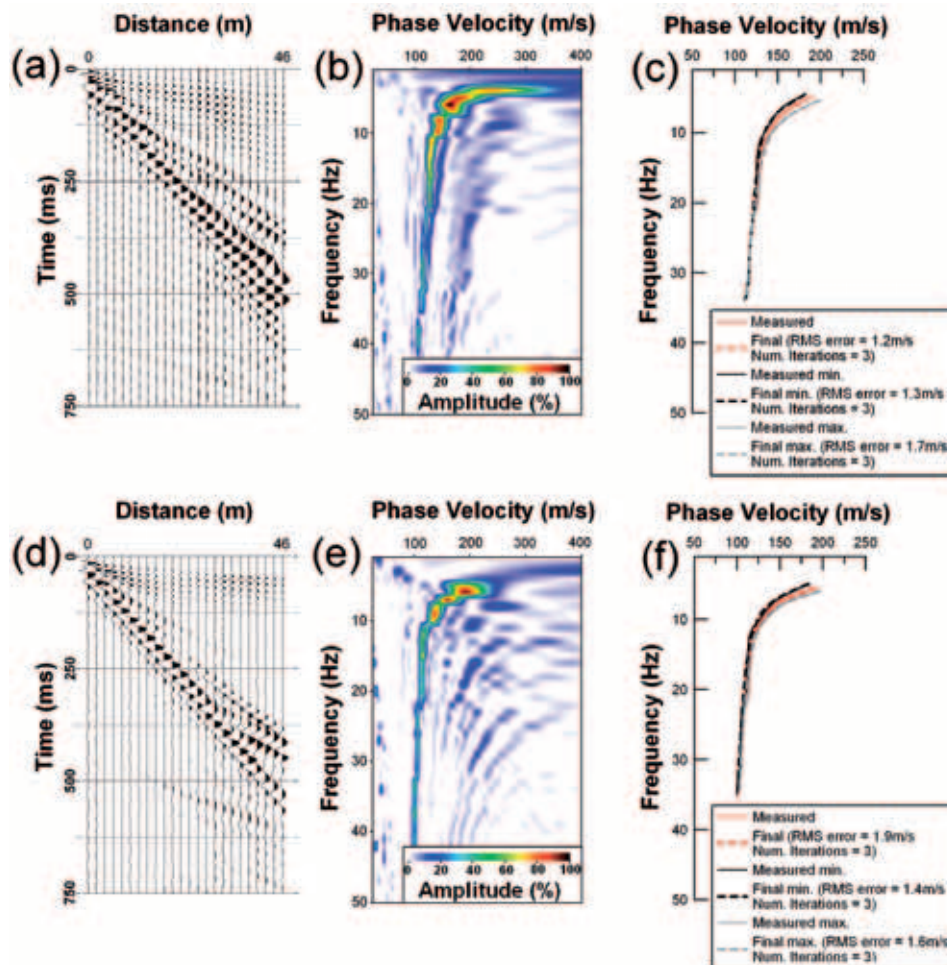 Distance (m)
Phase Velocity (m/s)
Phase Velocity (m/s)
(a)
0
46
(b)
100
200
300
400
(c)
50
100
150
200
250
0
250
500
750
Time (ms)
10
20
30
40
50
Frequency (Hz)
0
20
40
60
80
100
Amplitude (%)
10
20
30
40
50
Frequency (Hz)
Measured
Final (RMS error = 1.2m/s
Num. Iterations = 3)
Measured min.
Final min. (RMS error = 1.3m/s
Num. Iterations = 3)
Measured max.
Final max. (RMS error = 1.7m/s
Num. Iterations = 3)
Distance (m)
Phase Velocity (m/s)
Phase Velocity (m/s)
(d)
0
46
(e)
100
200
300
400
(f)
50
100
150
200
250
0
250
500
750
Time (ms)
10
20
30
40
50
Frequency (Hz)
0
20
40
60
80
100
Amplitude (%)
10
20
30
40
50
Frequency (Hz)
Measured
Final (RMS error = 1.9m/s
Num. Iterations = 3)
Measured min.
Final min. (RMS error = 1.4m/s
Num. Iterations = 3)
Measured max.
Final max. (RMS error = 1.6m/s
Num. Iterations = 3)